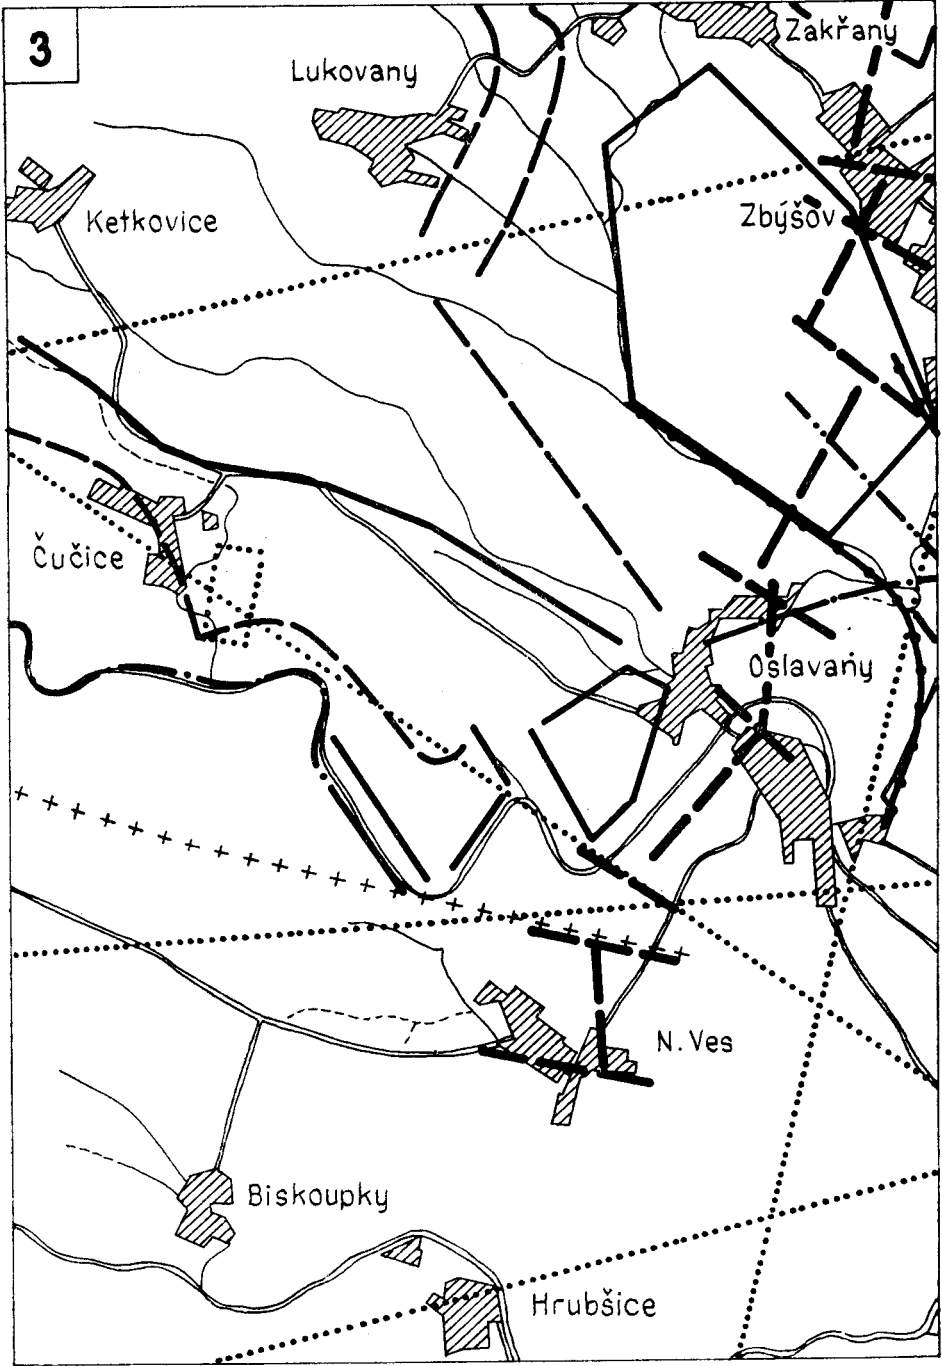 3
Zakřany
Lukovany
Zbýšov
Ketkovice
Čučice
Oslavany
N. Ves
Biskoupky
Hrubšice